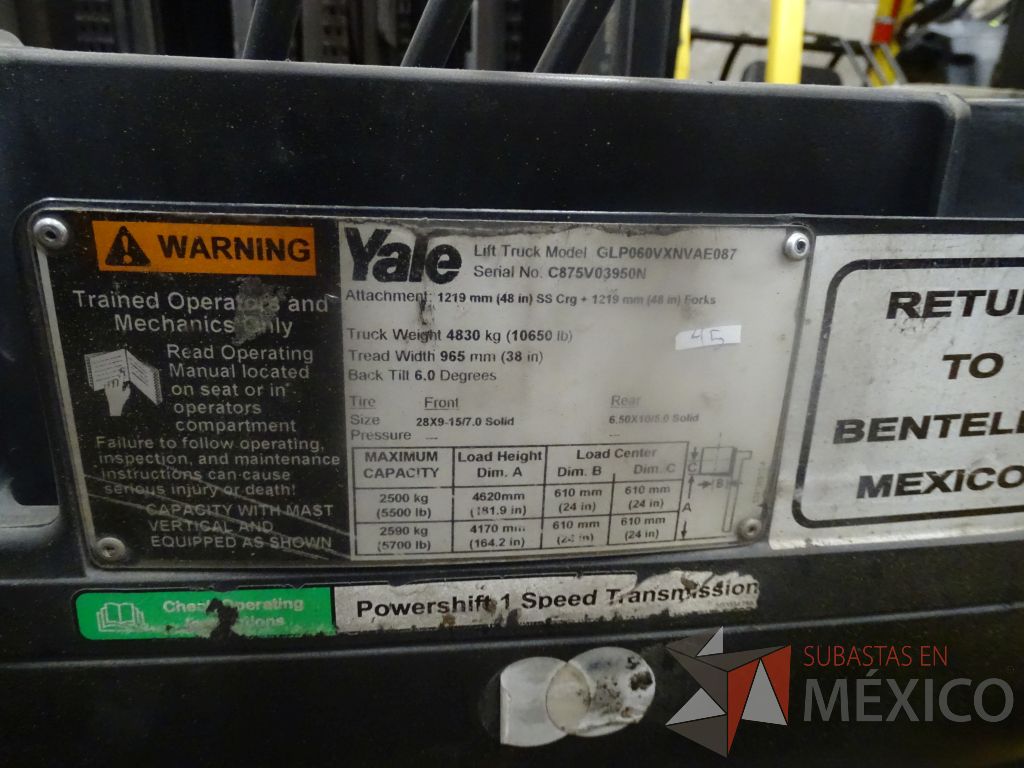 WARNING
Trained Operators and
Mechanics Only
Read Operating
Manual located
on seat or in
operators
compartment
Failure to follow operating,
inspection, and maintenance
instructions can cause
serious injury or death!
CAPACITY WITH MAST
VERTICAL AND
EQUIPPED AS SHOWN
Yale
Lift Truck Model GLP060VXNVAE087
Serial No. C875V03950N
Attachment: 1219 mm (48 in) SS Crg + 1219 mm (48 in) Forks
Truck Weight 4830 kg (10650 lb)
45
Tread Width 965 mm (38 in)
Back Tilt 6.0 Degrees
Tire Front Rear
Size 28X9-15/7.0 Solid 6.50X10/5.0 Solid
Pressure --- ---
MAXIMUM CAPACITY Load Height Dim. A Load Center Dim. B Dim. C
2500 kg (5500 lb) 4620mm (181.9 in) 610 mm (24 in) 610 mm (24 in)
2590 kg (5700 lb) 4170 mm (164.2 in) 610 mm (24 in) 610 mm (24 in)
C B A
RETU
TO
BENTELE
MEXICO
Check Operating
Powershift 1 Speed Transmission
SUBASTAS EN
MÉXICO